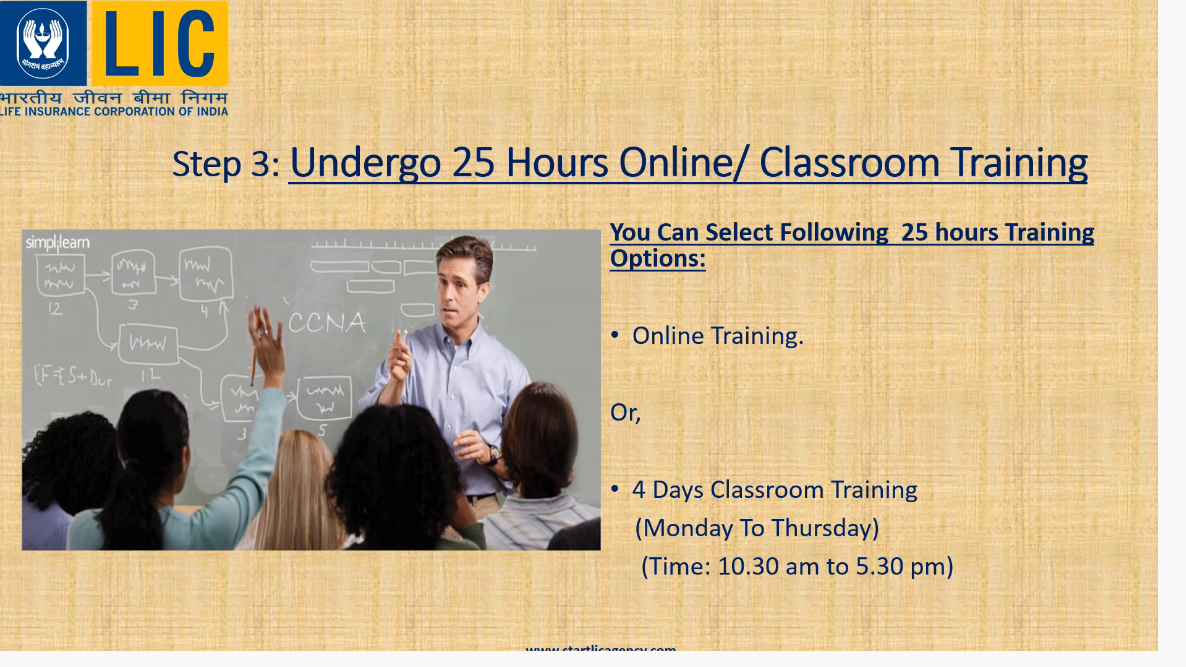 LIC
योगक्षेमं वहाम्यहम्
भारतीय जीवन बीमा निगम
LIFE INSURANCE CORPORATION OF INDIA
Step 3: Undergo 25 Hours Online/ Classroom Training
You Can Select Following  25 hours Training
Options:
simplilearn
12
3
4
CCNA
12
3
5
• Online Training.
Or,
• 4 Days Classroom Training
(Monday To Thursday)
(Time: 10.30 am to 5.30 pm)
www.startlicagency.com